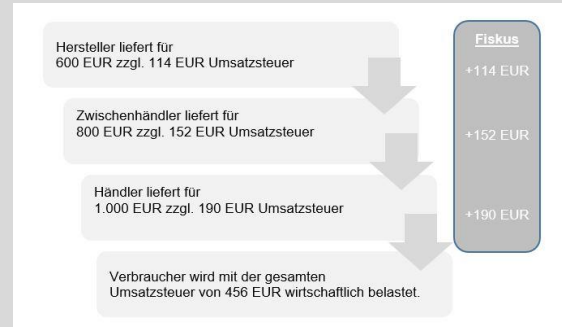 Hersteller liefert für
600 EUR zzgl. 114 EUR Umsatzsteuer
Fiskus
+114 EUR
Zwischenhändler liefert für
800 EUR zzgl. 152 EUR Umsatzsteuer
+152 EUR
Händler liefert für
1.000 EUR zzgl. 190 EUR Umsatzsteuer
+190 EUR
Verbraucher wird mit der gesamten
Umsatzsteuer von 456 EUR wirtschaftlich belastet.